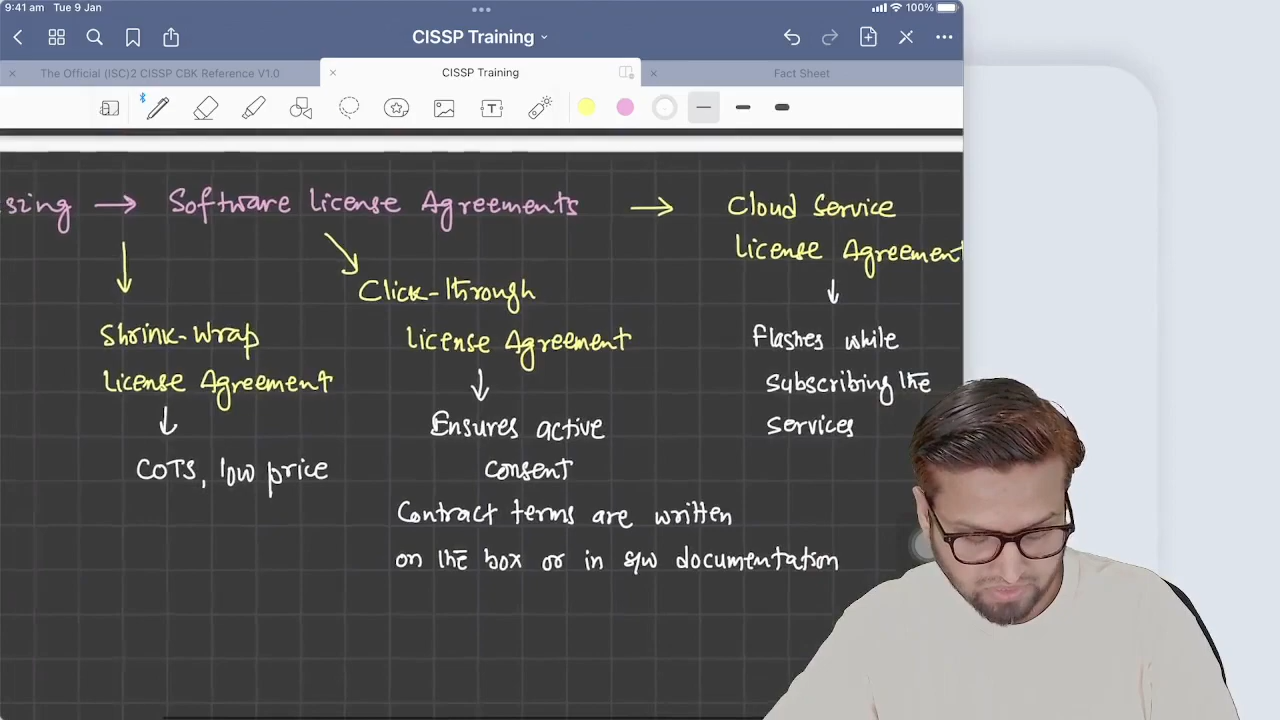 9:41 am Tue 9 Jan
100%
CISSP Training
The Official (ISC)2 CISSP CBK Reference V1.0
CISSP Training
Fact Sheet
T
sing → Software License Agreements → Cloud Service
License Agreement
Click-through
License Agreement
Shrink-wrap
License Agreement
Flashes while
subscribing the
services
Ensures active
consent
COTS, low price
Contract terms are written
on the box or in s/w documentation